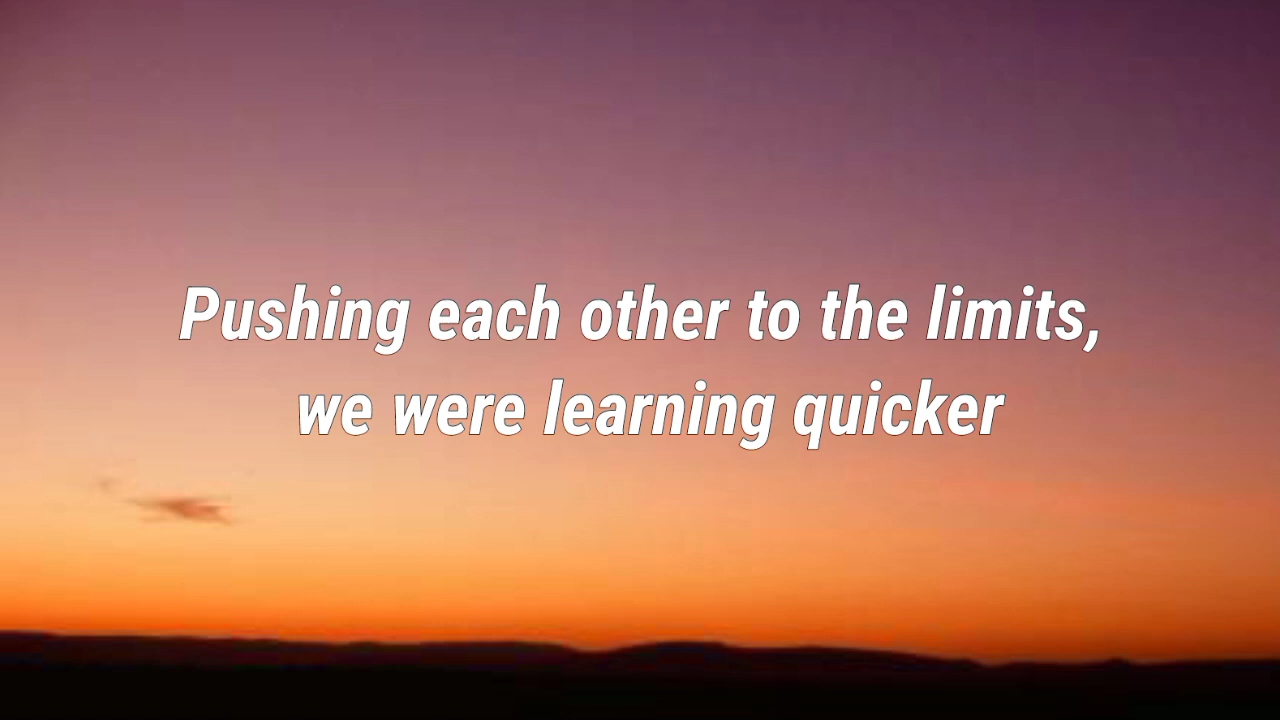 Pushing each other to the limits,
we were learning quicker